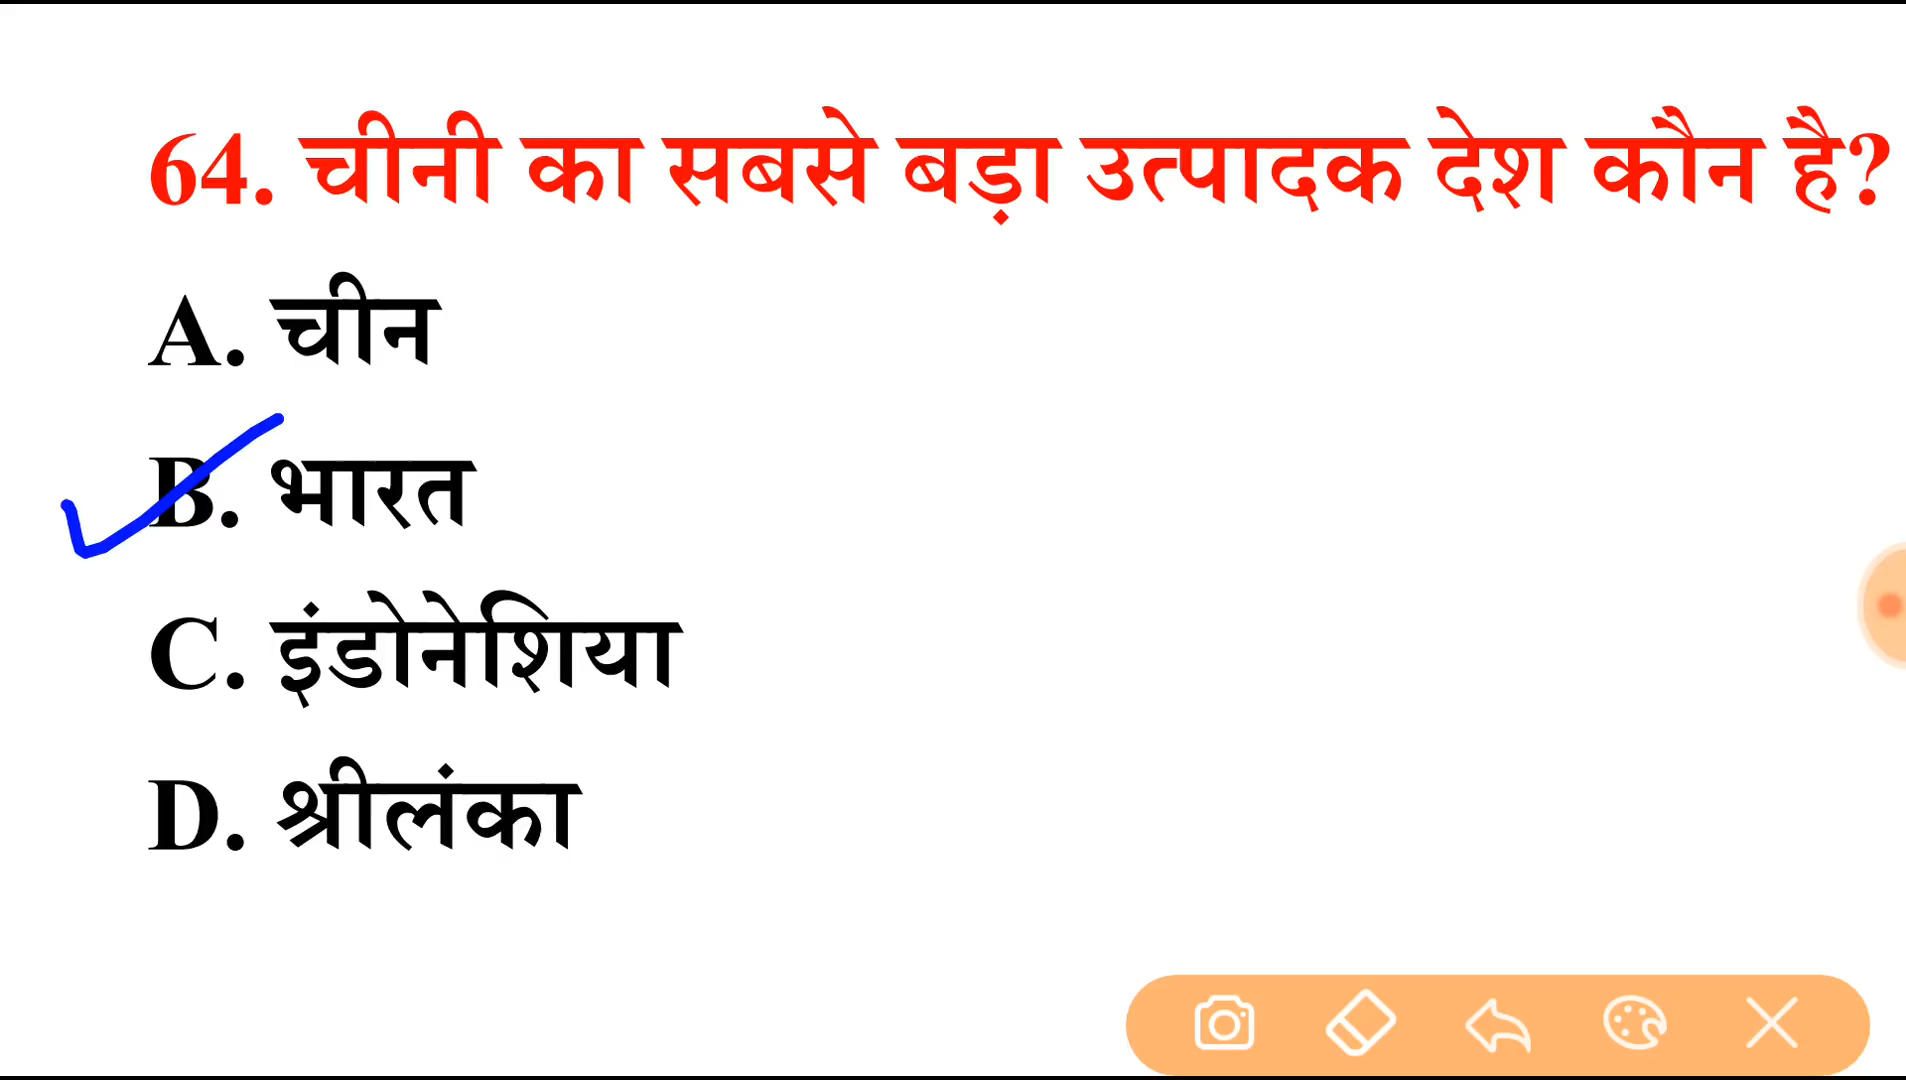 64. चीनी का सबसे बड़ा उत्पादक देश कौन है?
A. चीन
B. भारत
C. इंडोनेशिया
D. श्रीलंका